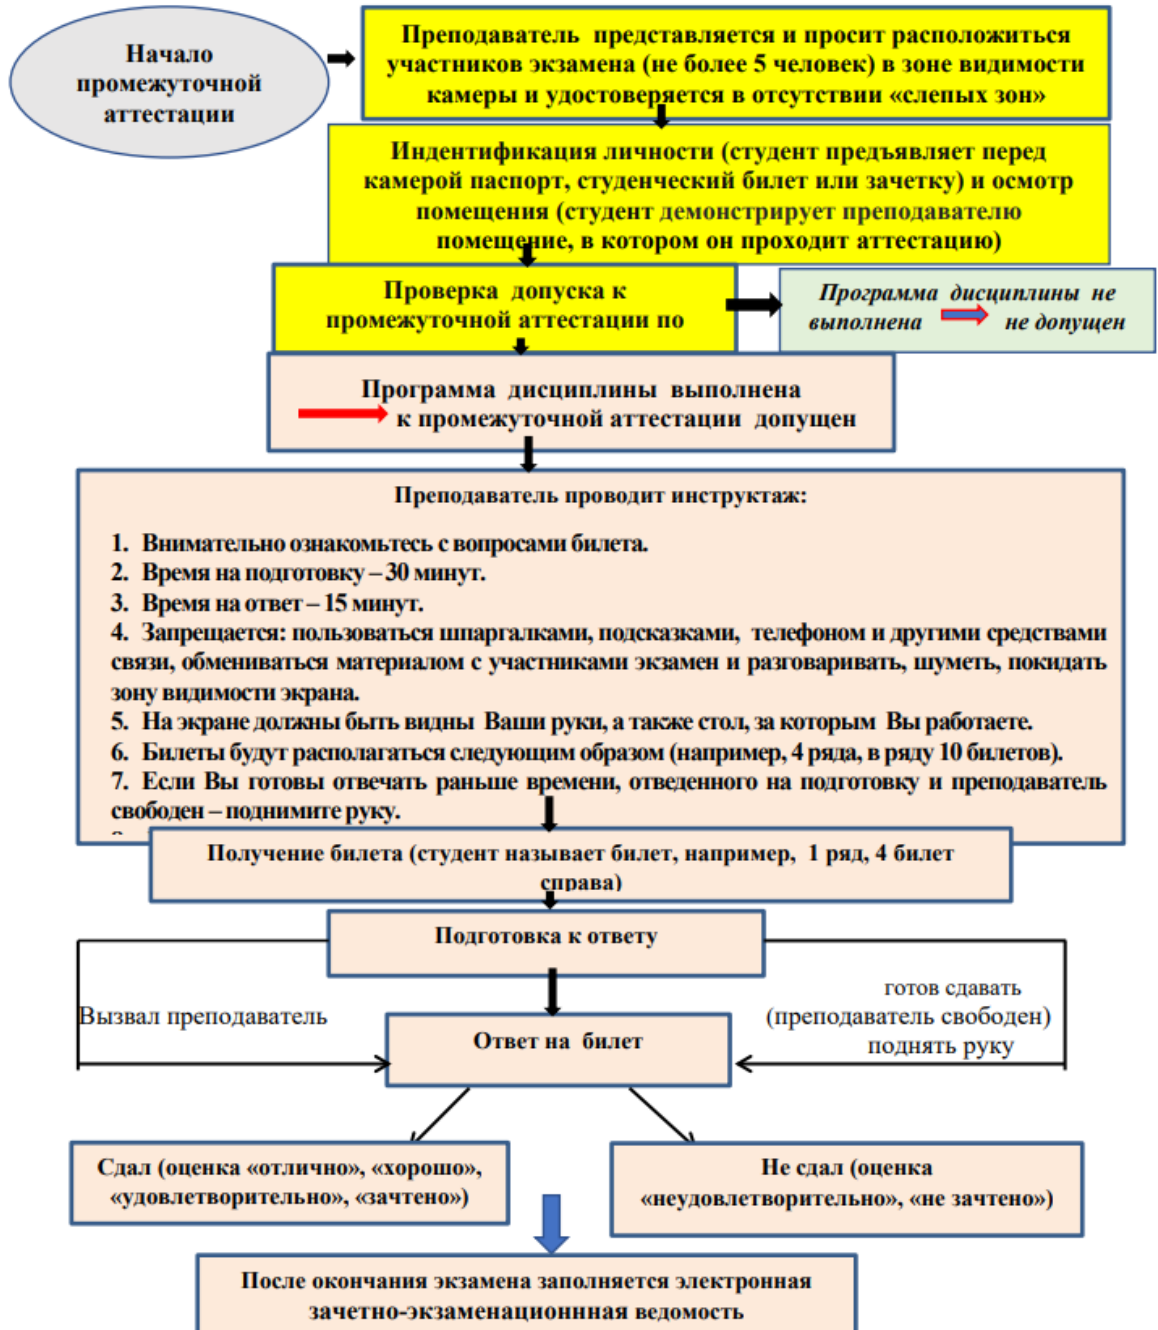 Начало
промежуточной
аттестации
Преподаватель представляется и просит расположиться
участников экзамена (не более 5 человек) в зоне видимости
камеры и удостоверяется в отсутствии «слепых зон»
Индентификация личности (студент предъявляет перед
камерой паспорт, студенческий билет или зачетку) и осмотр
помещения (студент демонстрирует преподавателю
помещение, в котором он проходит аттестацию)
Проверка допуска к
промежуточной аттестации по
Программа дисциплины не
выполнена не допущен
Программа дисциплины выполнена
к промежуточной аттестации допущен
Преподаватель проводит инструктаж:
1. Внимательно ознакомьтесь с вопросами билета.
2. Время на подготовку – 30 минут.
3. Время на ответ – 15 минут.
4. Запрещается: пользоваться шпаргалками, подсказками, телефоном и другими средствами
связи, обмениваться материалом с участниками экзамен и разговаривать, шуметь, покидать
зону видимости экрана.
5. На экране должны быть видны Ваши руки, а также стол, за которым Вы работаете.
6. Билеты будут располагаться следующим образом (например, 4 ряда, в ряду 10 билетов).
7. Если Вы готовы отвечать раньше времени, отведенного на подготовку и преподаватель
свободен – поднимите руку.
Получение билета (студент называет билет, например, 1 ряд, 4 билет
справа)
Подготовка к ответу
Вызвал преподаватель
готов сдавать
(преподаватель свободен)
поднять руку
Ответ на билет
Сдал (оценка «отлично», «хорошо»,
«удовлетворительно», «зачтено»)
Не сдал (оценка
«неудовлетворительно», «не зачтено»)
После окончания экзамена заполняется электронная
зачетно-экзаменационнная ведомость